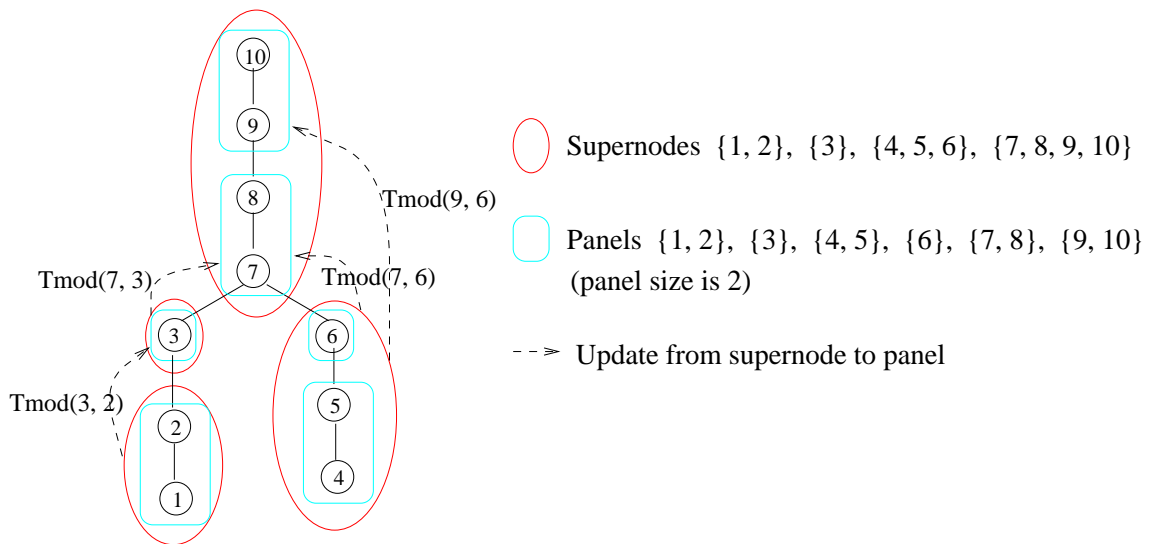 10
9
8
7
3
6
2
5
1
4
Tmod(9, 6)
Tmod(7, 3)
Tmod(7, 6)
Tmod(3, 2)
Supernodes {1, 2}, {3}, {4, 5, 6}, {7, 8, 9, 10}
Panels {1, 2}, {3}, {4, 5}, {6}, {7, 8}, {9, 10}
(panel size is 2)
Update from supernode to panel